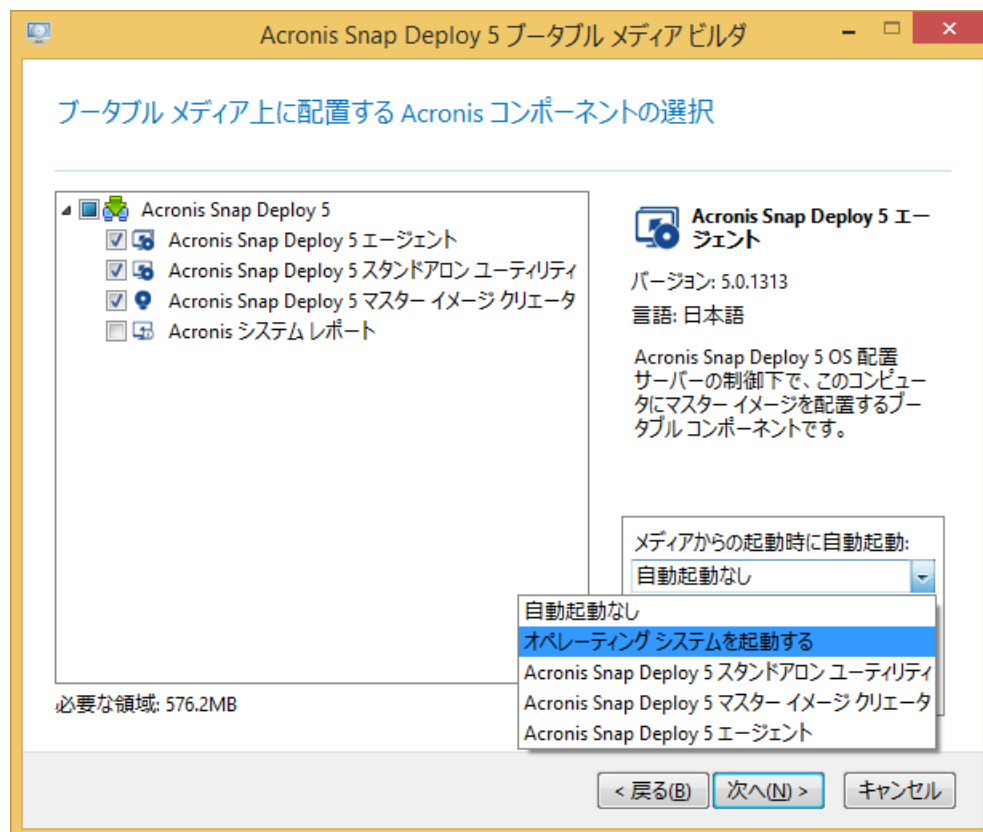 Acronis Snap Deploy 5 ブータブル メディア ビルダ
ブータブル メディア上に配置する Acronis コンポーネントの選択
Acronis Snap Deploy 5
Acronis Snap Deploy 5 エージェント
Acronis Snap Deploy 5 スタンドアロン ユーティリティ
Acronis Snap Deploy 5 マスター イメージ クリエータ
Acronis システム レポート
必要な領域: 576.2MB
Acronis Snap Deploy 5 エー
ジェント
バージョン: 5.0.1313
言語: 日本語
Acronis Snap Deploy 5 OS 配置
サーバーの制御下で、このコンピュー
タにマスター イメージを配置するブー
タブル コンポーネントです。
メディアからの起動時に自動起動:
自動起動なし
自動起動なし
オペレーティング システムを起動する
Acronis Snap Deploy 5 スタンドアロン ユーティリティ
Acronis Snap Deploy 5 マスター イメージ クリエータ
Acronis Snap Deploy 5 エージェント
< 戻る(B)
次へ(N) >
キャンセル